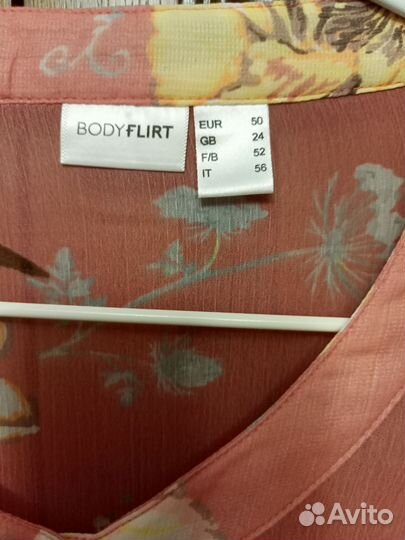 BODYFLIRT
EUR 50
GB 24
F/B 52
IT 56
Avito